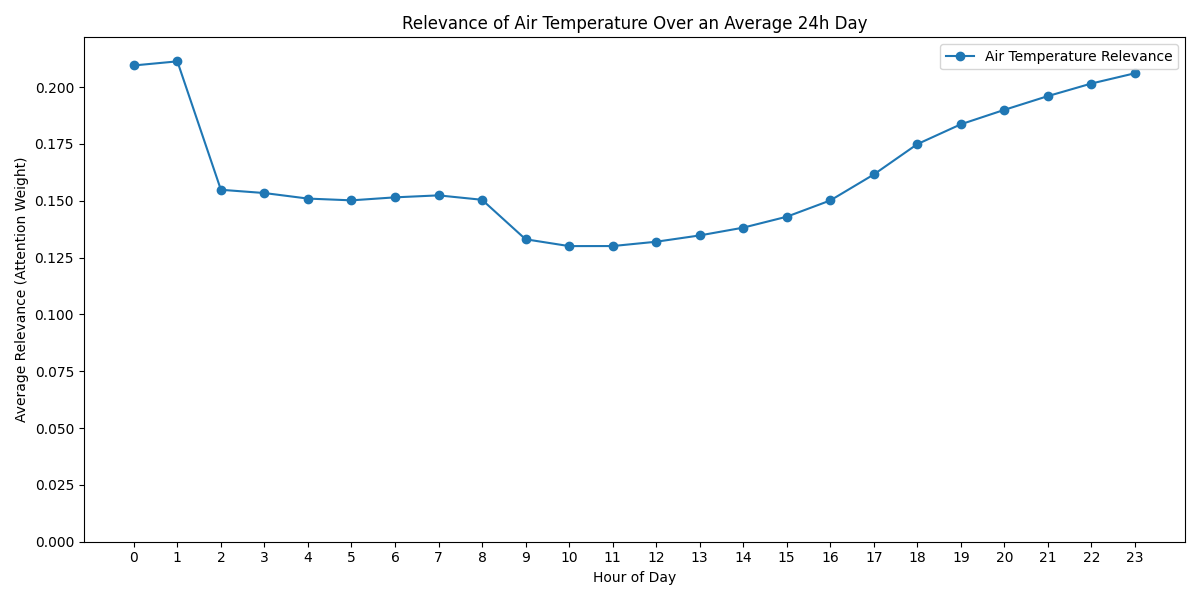 Relevance of Air Temperature Over an Average 24h Day
Air Temperature Relevance
Average Relevance (Attention Weight)
0.200
0.175
0.150
0.125
0.100
0.075
0.050
0.025
0.000
0 1 2 3 4 5 6 7 8 9 10 11 12 13 14 15 16 17 18 19 20 21 22 23
Hour of Day